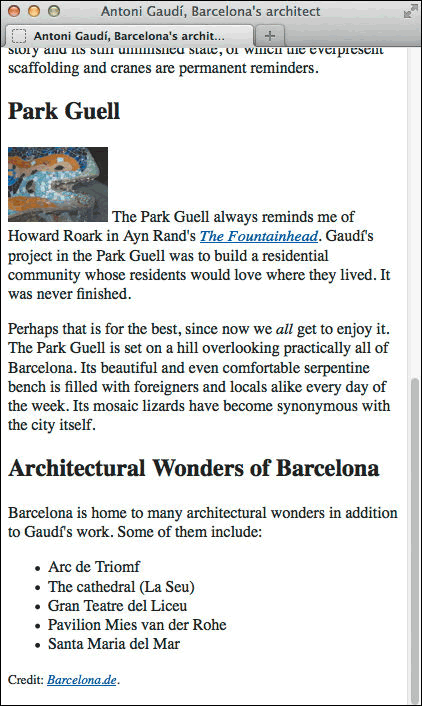 Antoni Gaudí, Barcelona's architect
Antoni Gaudí, Barcelona's archit...
story and its still unfinished state, of which the everpresent
scaffolding and cranes are permanent reminders.
Park Guell
The Park Guell always reminds me of
Howard Roark in Ayn Rand's The Fountainhead. Gaudí's
project in the Park Guell was to build a residential
community whose residents would love where they lived. It
was never finished.
Perhaps that is for the best, since now we all get to enjoy it.
The Park Guell is set on a hill overlooking practically all of
Barcelona. Its beautiful and even comfortable serpentine
bench is filled with foreigners and locals alike every day of
the week. Its mosaic lizards have become synonymous with
the city itself.
Architectural Wonders of Barcelona
Barcelona is home to many architectural wonders in addition
to Gaudí's work. Some of them include:
• Arc de Triomf
• The cathedral (La Seu)
• Gran Teatre del Liceu
• Pavilion Mies van der Rohe
• Santa Maria del Mar
Credit: Barcelona.de.